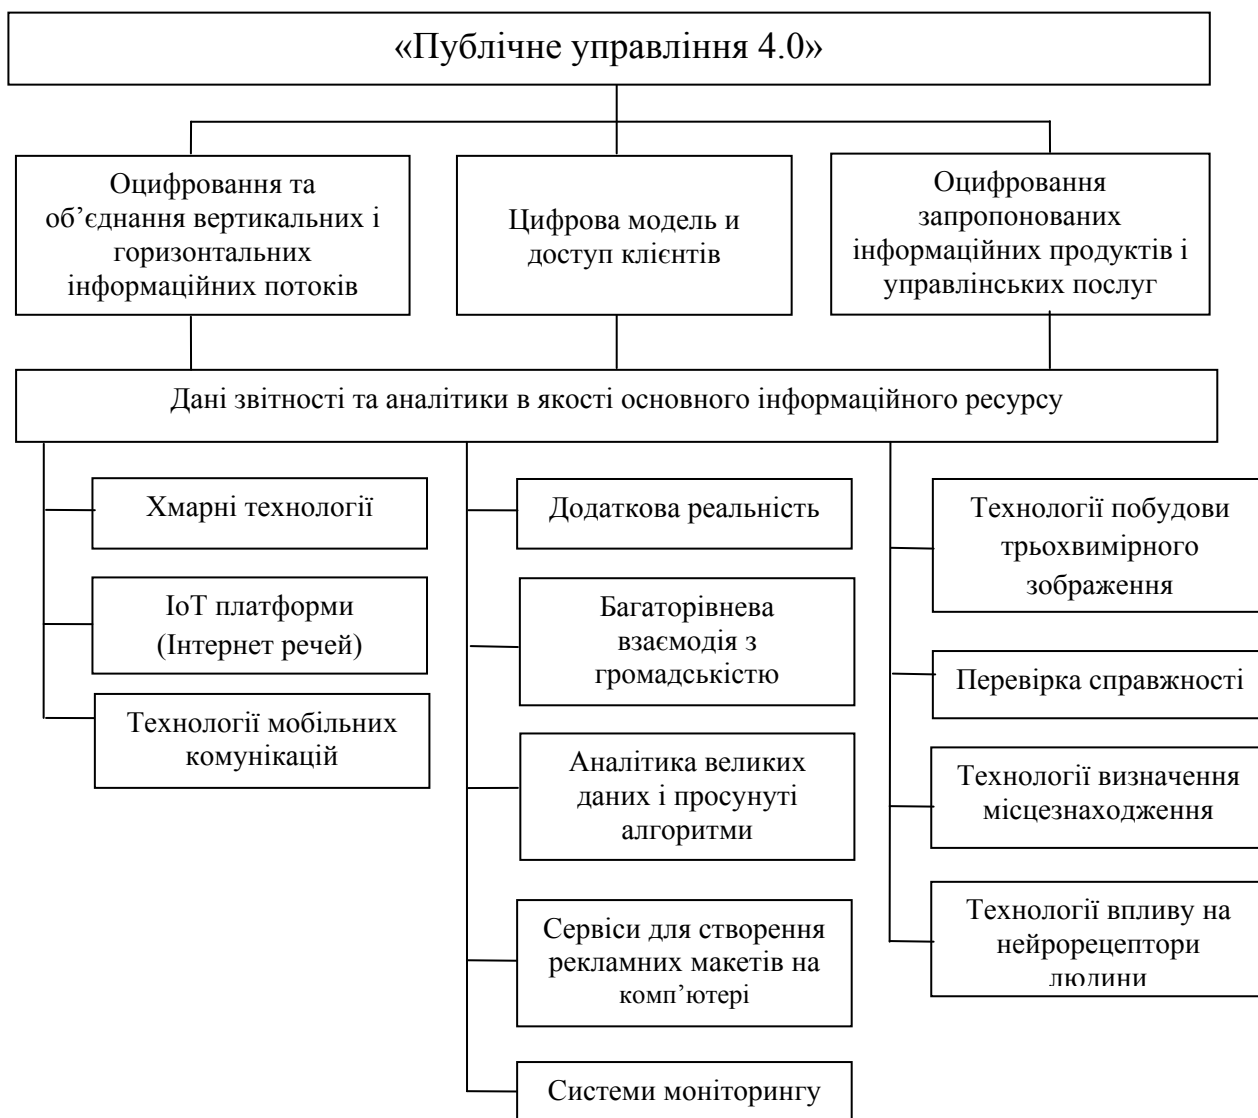 «Публічне управління 4.0»
Оцифровання та
об’єднання вертикальних і
горизонтальних
інформаційних потоків
Цифрова модель и
доступ клієнтів
Оцифровання
запропонованих
інформаційних продуктів і
управлінських послуг
Дані звітності та аналітики в якості основного інформаційного ресурсу
Хмарні технології
IoT платформи
(Інтернет речей)
Технології мобільних
комунікацій
Додаткова реальність
Багаторівнева
взаємодія з
громадськістю
Аналітика великих
даних і просунуті
алгоритми
Сервіси для створення
рекламних макетів на
комп’ютері
Системи моніторингу
Технології побудови
трьохвимірного
зображення
Перевірка справжності
Технології визначення
місцезнаходження
Технології впливу на
нейрорецептори
людини